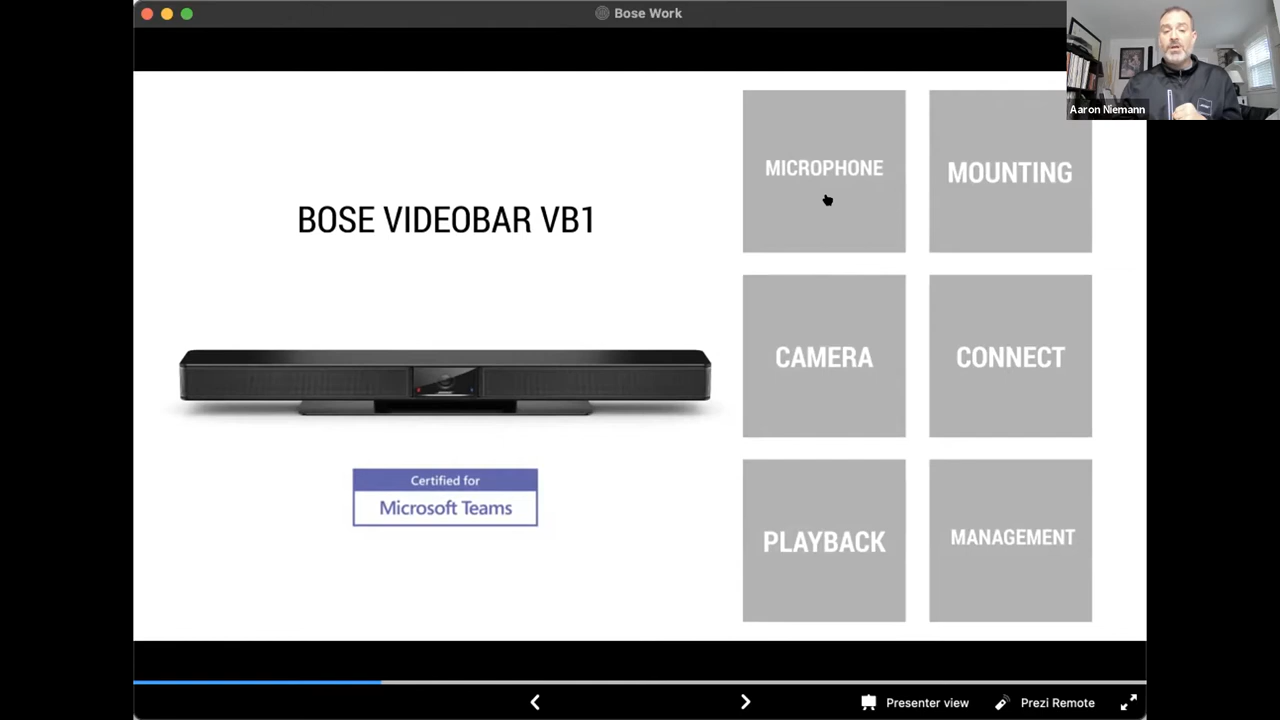 Bose Work
Aaron Niemann
BOSE VIDEOBAR VB1
Certified for
Microsoft Teams
MICROPHONE
MOUNTING
CAMERA
CONNECT
PLAYBACK
MANAGEMENT
Presenter view
Prezi Remote